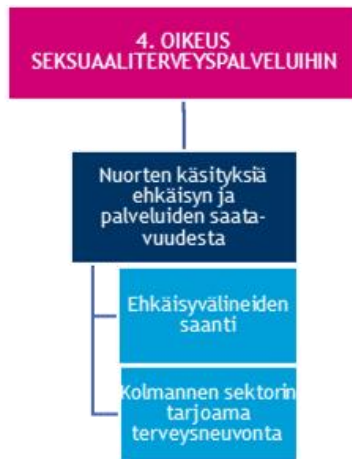 4. OIKEUS
SEKSUAALITERVEYSPALVELUIHIN
Nuorten käsityksiä
ehkäisyn ja
palveluiden saata-
vuudesta
Ehkäisyvälineiden
saanti
Kolmannen sektorin
tarjoama
terveysneuvonta